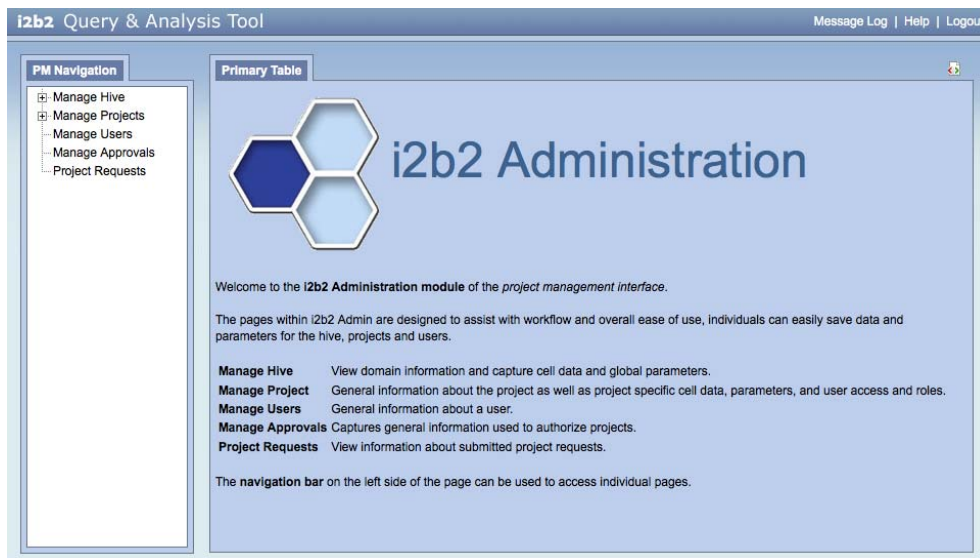 i2b2 Query & Analysis Tool
Message Log | Help |
PM Navigation
Manage Hive
Manage Projects
Manage Users
Manage Approvals
Project Requests
Primary Table
i2b2 Administration
Welcome to the i2b2 Administration module of the project management interface.
The pages within i2b2 Admin are designed to assist with workflow and overall ease of use, individuals can easily save data and
parameters for the hive, projects and users.
Manage Hive View domain information and capture cell data and global parameters.
Manage Project General information about the project as well as project specific cell data, parameters, and user access and roles.
Manage Users General information about a user.
Manage Approvals Captures general information used to authorize projects.
Project Requests View information about submitted project requests.
The navigation bar on the left side of the page can be used to access individual pages.